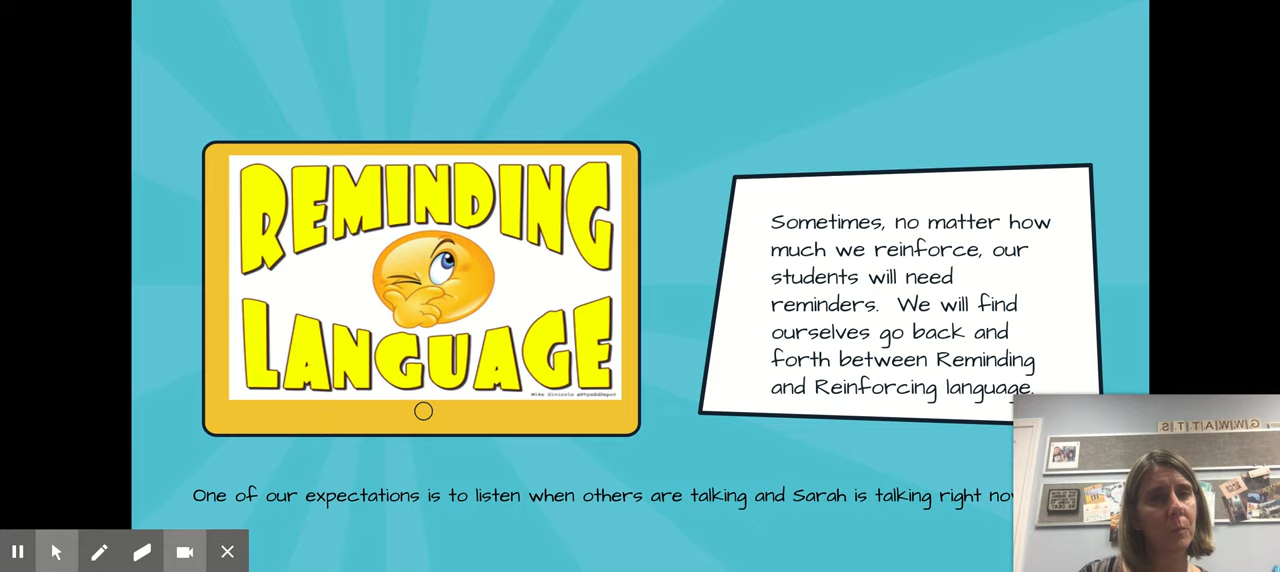 REMINDING
LANGUAGE
Sometimes, no matter how
much we reinforce, our
students will need
reminders. We will find
ourselves go back and
forth between Reminding
and Reinforcing language.
One of our expectations is to listen when others are talking and Sarah is talking right